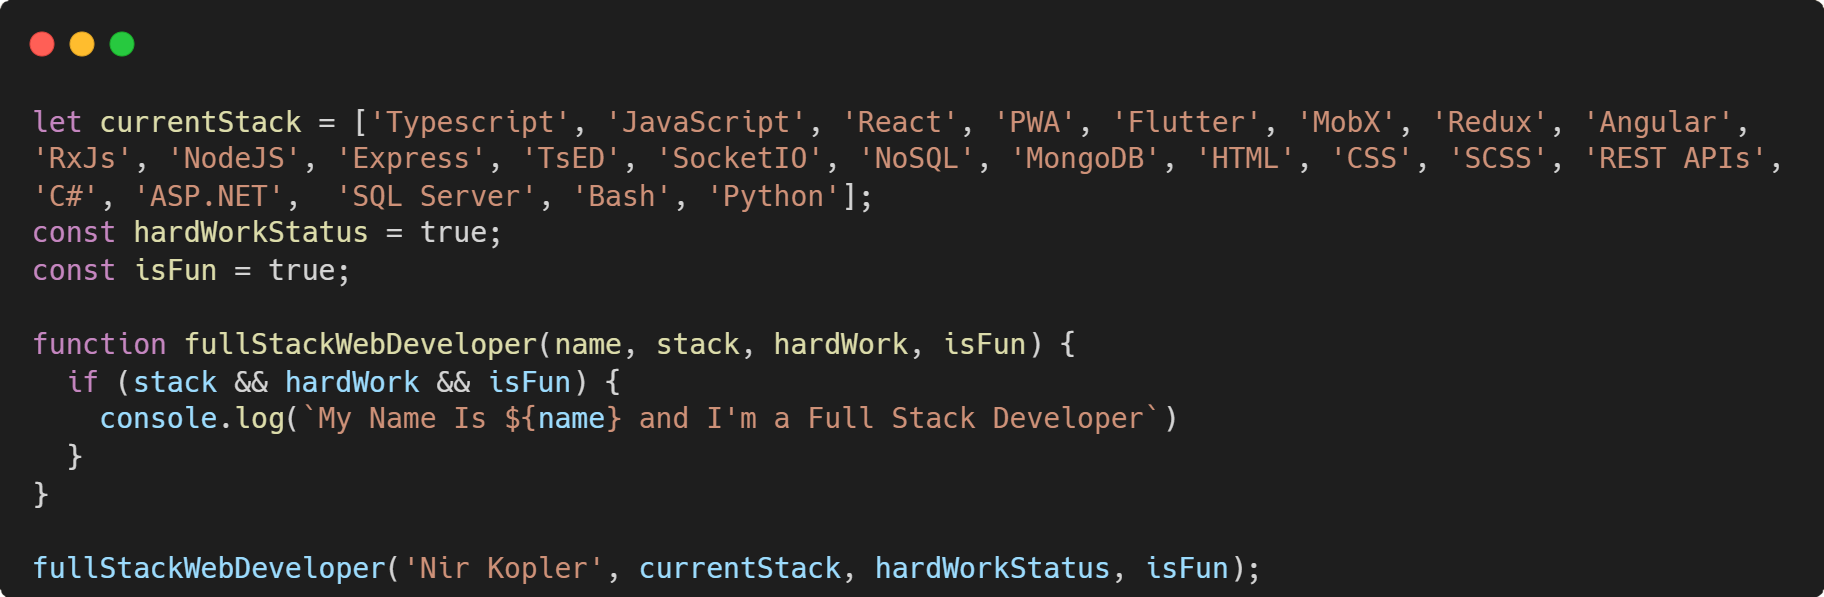 let currentStack = ['Typescript', 'JavaScript', 'React', 'PWA', 'Flutter', 'MobX', 'Redux', 'Angular',
'RxJs', 'NodeJS', 'Express', 'TsED', 'SocketIO', 'NoSQL', 'MongoDB', 'HTML', 'CSS', 'SCSS', 'REST APIs',
'C#', 'ASP.NET',  'SQL Server', 'Bash', 'Python'];
const hardWorkStatus = true;
const isFun = true;

function fullStackWebDeveloper(name, stack, hardWork, isFun) {
  if (stack && hardWork && isFun) {
    console.log(`My Name Is ${name} and I'm a Full Stack Developer`)
  }
}

fullStackWebDeveloper('Nir Kopler', currentStack, hardWorkStatus, isFun);